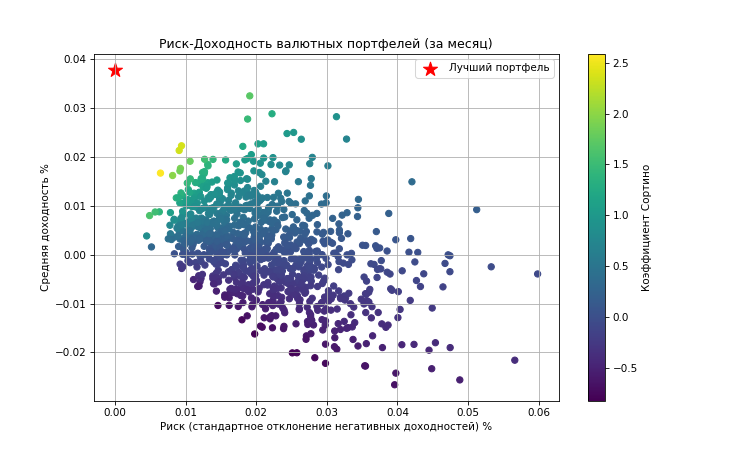 Риск-Доходность валютных портфелей (за месяц)
Лучший портфель
0.04
0.03
0.02
0.01
0.00
−0.01
−0.02
Средняя доходность %
0.00 0.01 0.02 0.03 0.04 0.05 0.06
Риск (стандартное отклонение негативных доходностей) %
2.5
2.0
1.5
1.0
0.5
0.0
−0.5
Коэффициент Сортино